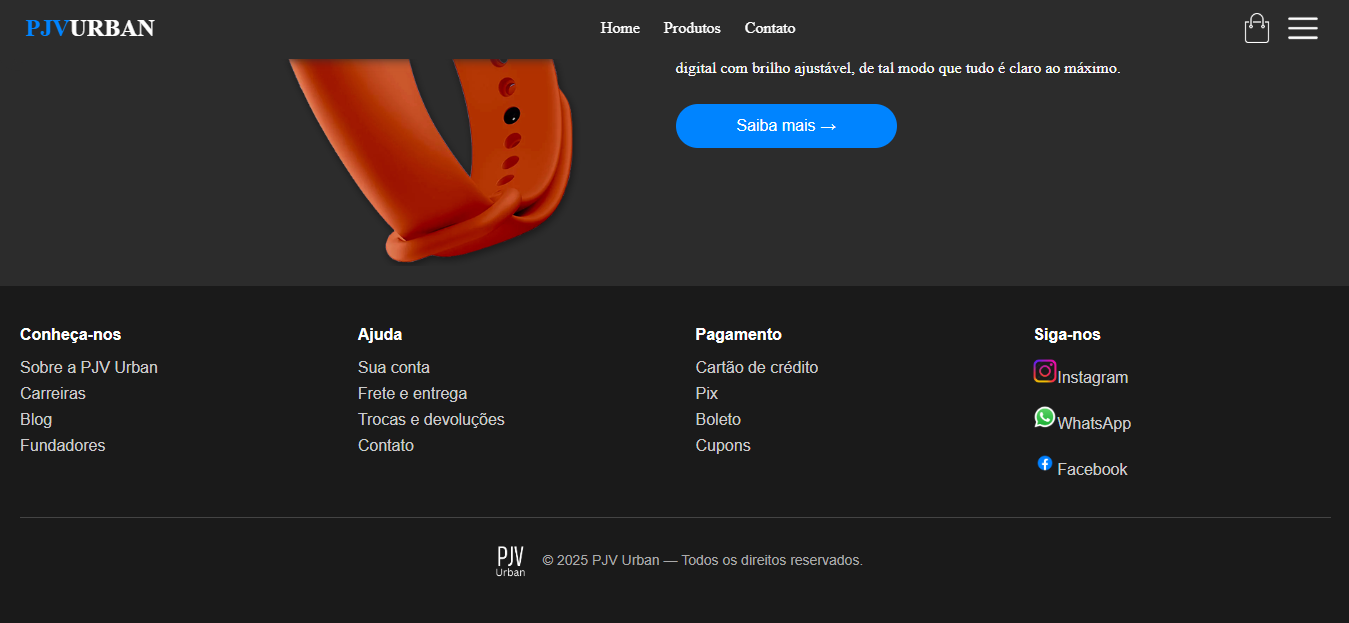 PJVURBAN
Home Produtos Contato
digital com brilho ajustável, de tal modo que tudo é claro ao máximo.
Saiba mais →
Conheça-nos
Sobre a PJV Urban
Carreiras
Blog
Fundadores
Ajuda
Sua conta
Frete e entrega
Trocas e devoluções
Contato
Pagamento
Cartão de crédito
Pix
Boleto
Cupons
Siga-nos
Instagram
WhatsApp
Facebook
PJV
Urban
© 2025 PJV Urban — Todos os direitos reservados.